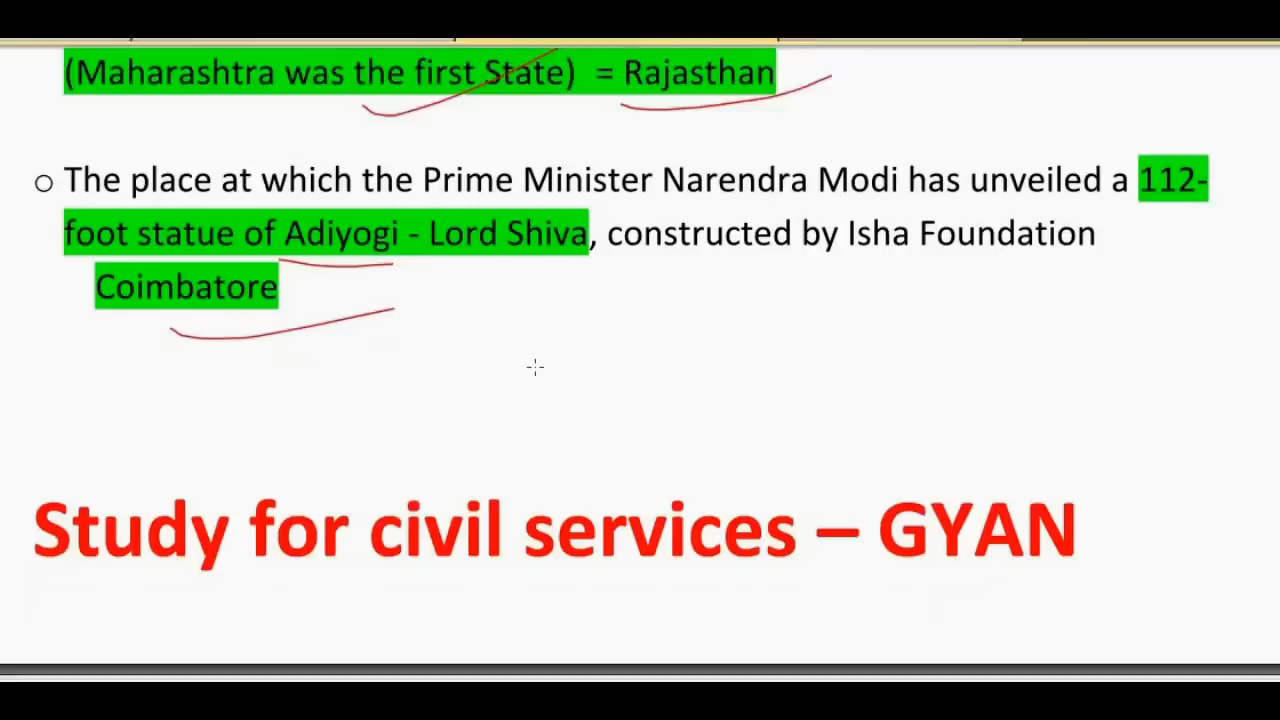 (Maharashtra was the first State)  = Rajasthan
○ The place at which the Prime Minister Narendra Modi has unveiled a 112-
foot statue of Adiyogi - Lord Shiva, constructed by Isha Foundation
Coimbatore
Study for civil services – GYAN